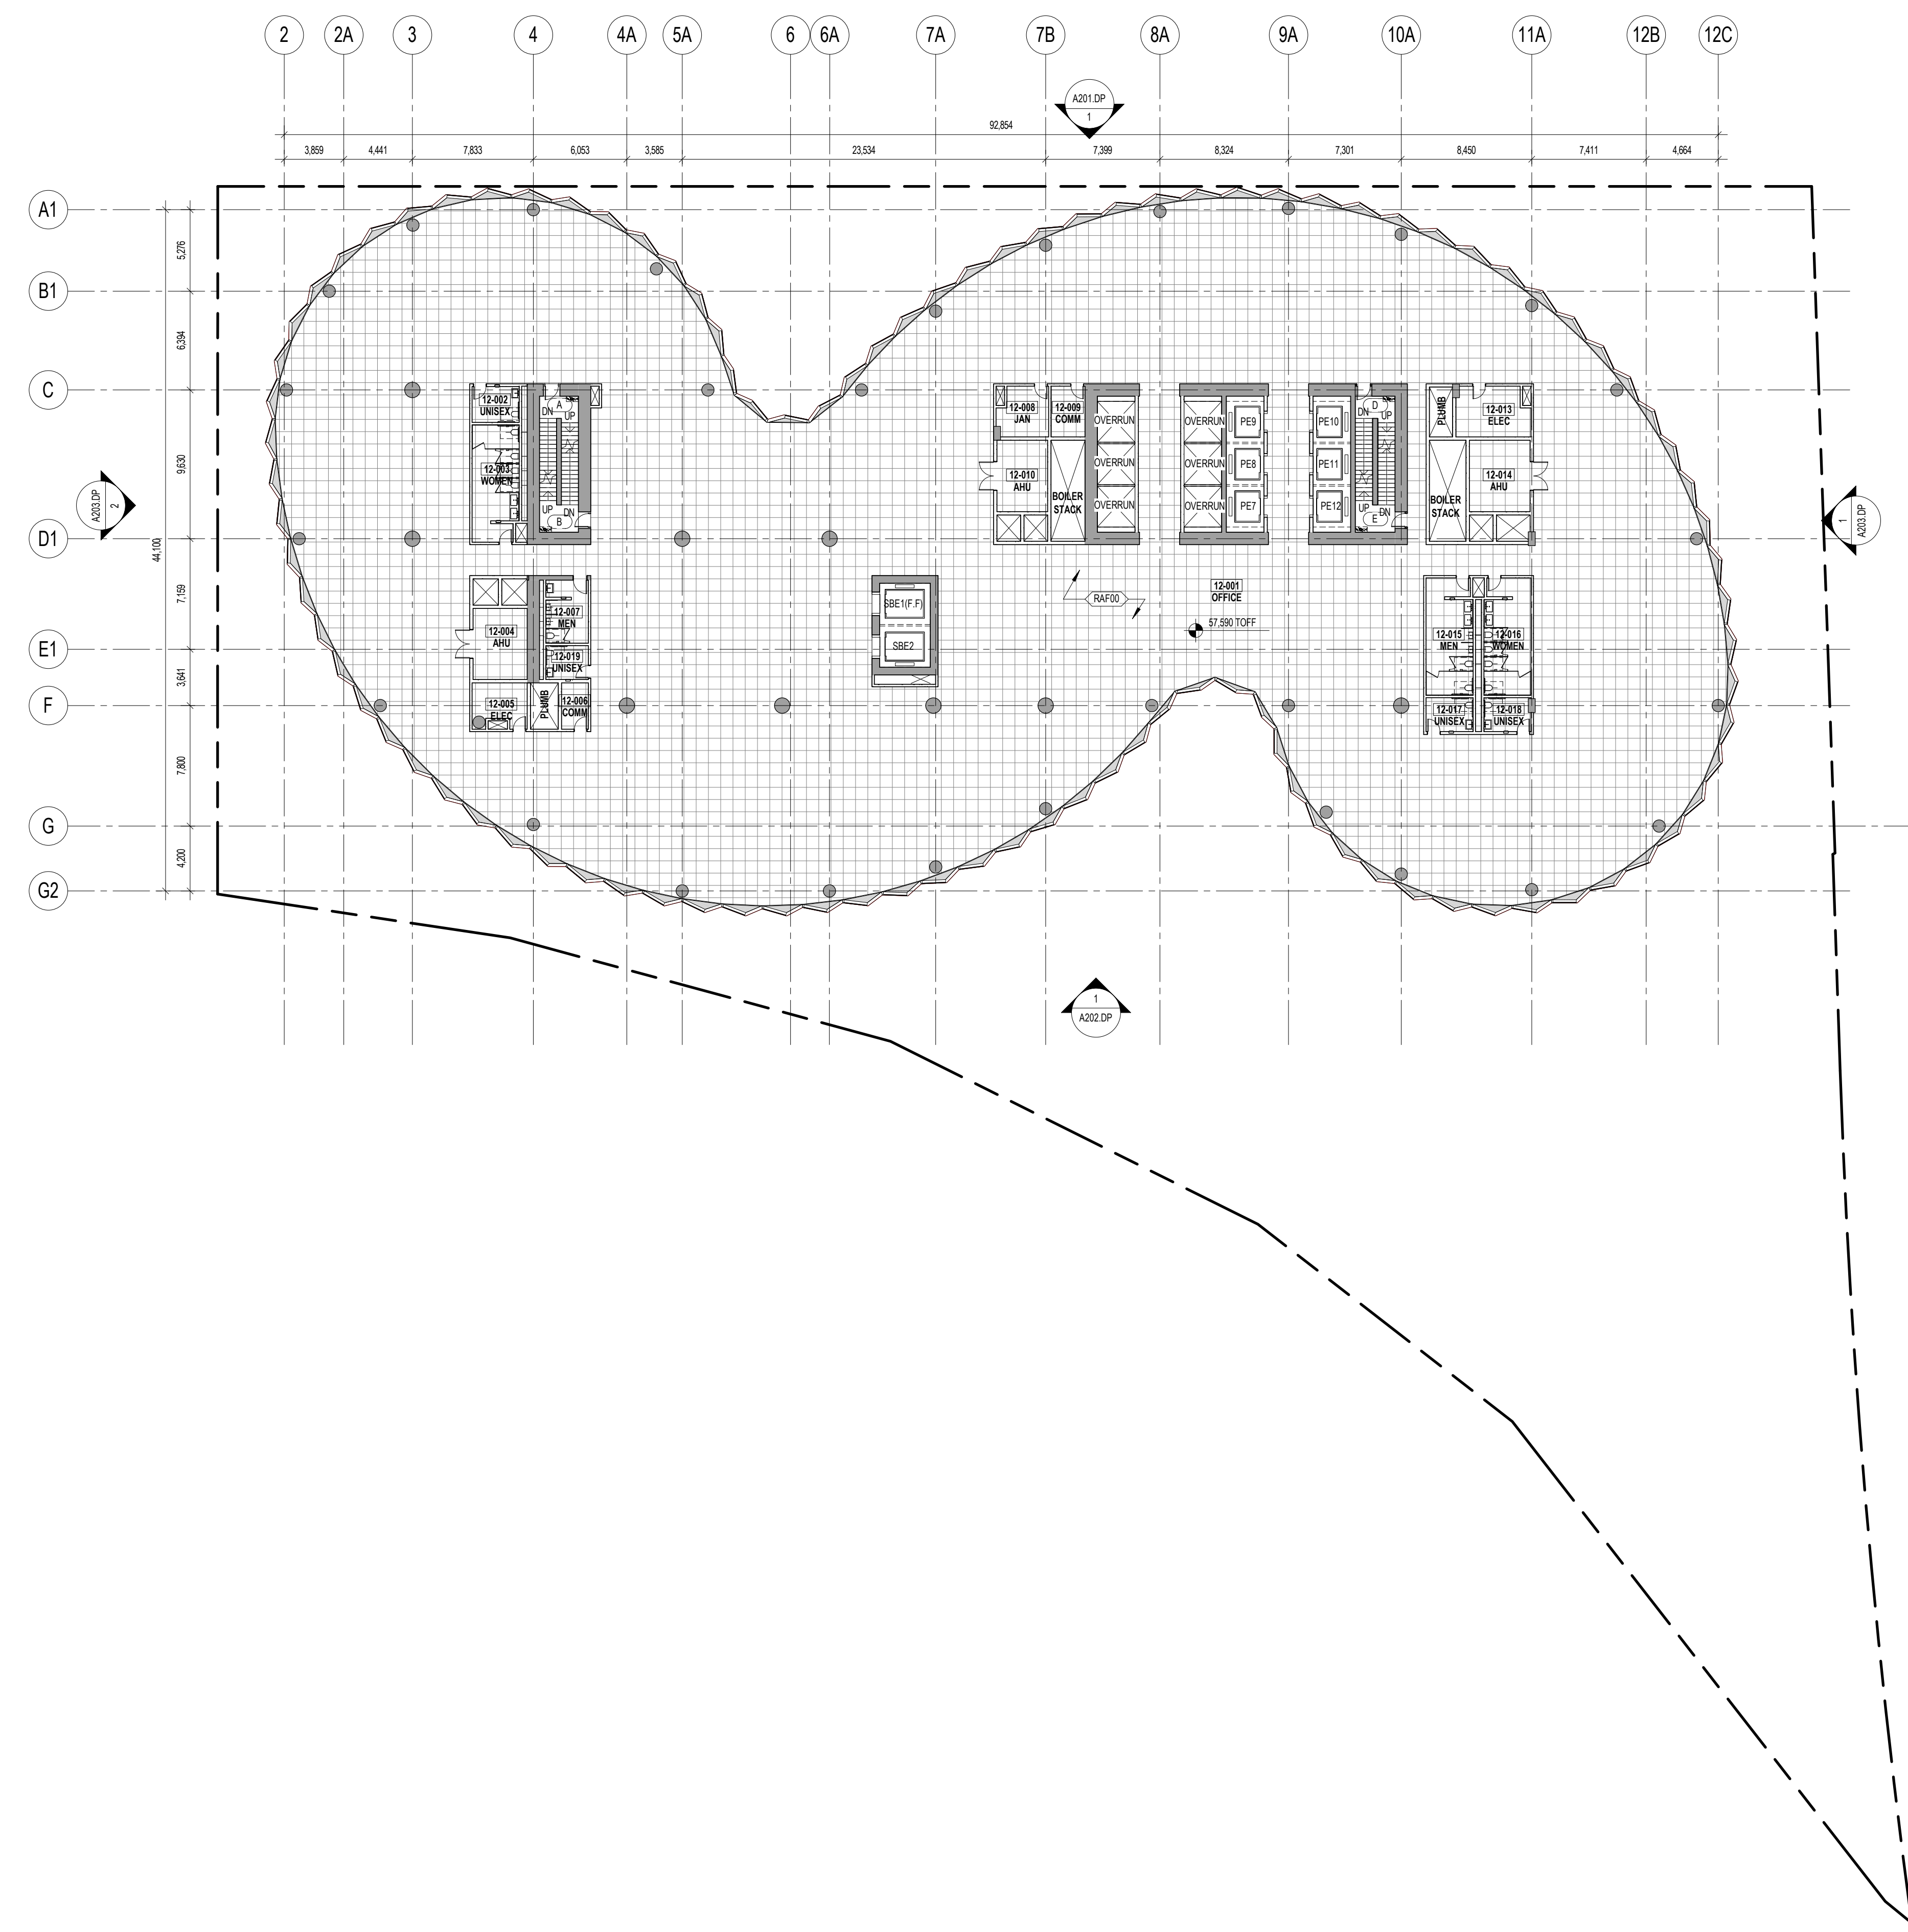 2 2A 3 4 4A 5A 6 6A 7A 7B 8A 9A 10A 11A 12B 12C
A201.DP
1
92,854
3,859 4,441 7,833 6,053 3,585 23,534 7,399 8,324 7,301 8,450 7,411 4,664
A1
5,276
B1
6,394
C
9,630
D1
44,100
7,159
E1
3,641
F
7,800
G
4,200
G2
A203.DP
2
12-002
UNISEX
12-003
WOMEN
A
DN
UP
UP
DN
B
12-004
AHU
12-005
ELEC
PLUMB
12-006
COMM
12-007
MEN
12-019
UNISEX
SBE1(F.F)
SBE2
12-008
JAN
12-009
COMM
12-010
AHU
BOILER
STACK
OVERRUN
OVERRUN
OVERRUN
OVERRUN
OVERRUN
OVERRUN
PE9
PE8
PE7
PE10
PE11
PE12
D
DN
UP
UP
DN
E
PLUMB
12-013
ELEC
BOILER
STACK
12-014
AHU
RAF00
12-001
OFFICE
57,590 TOFF
12-015
MEN
12-016
WOMEN
12-017
UNISEX
12-018
UNISEX
1
A203.DP
1
A202.DP